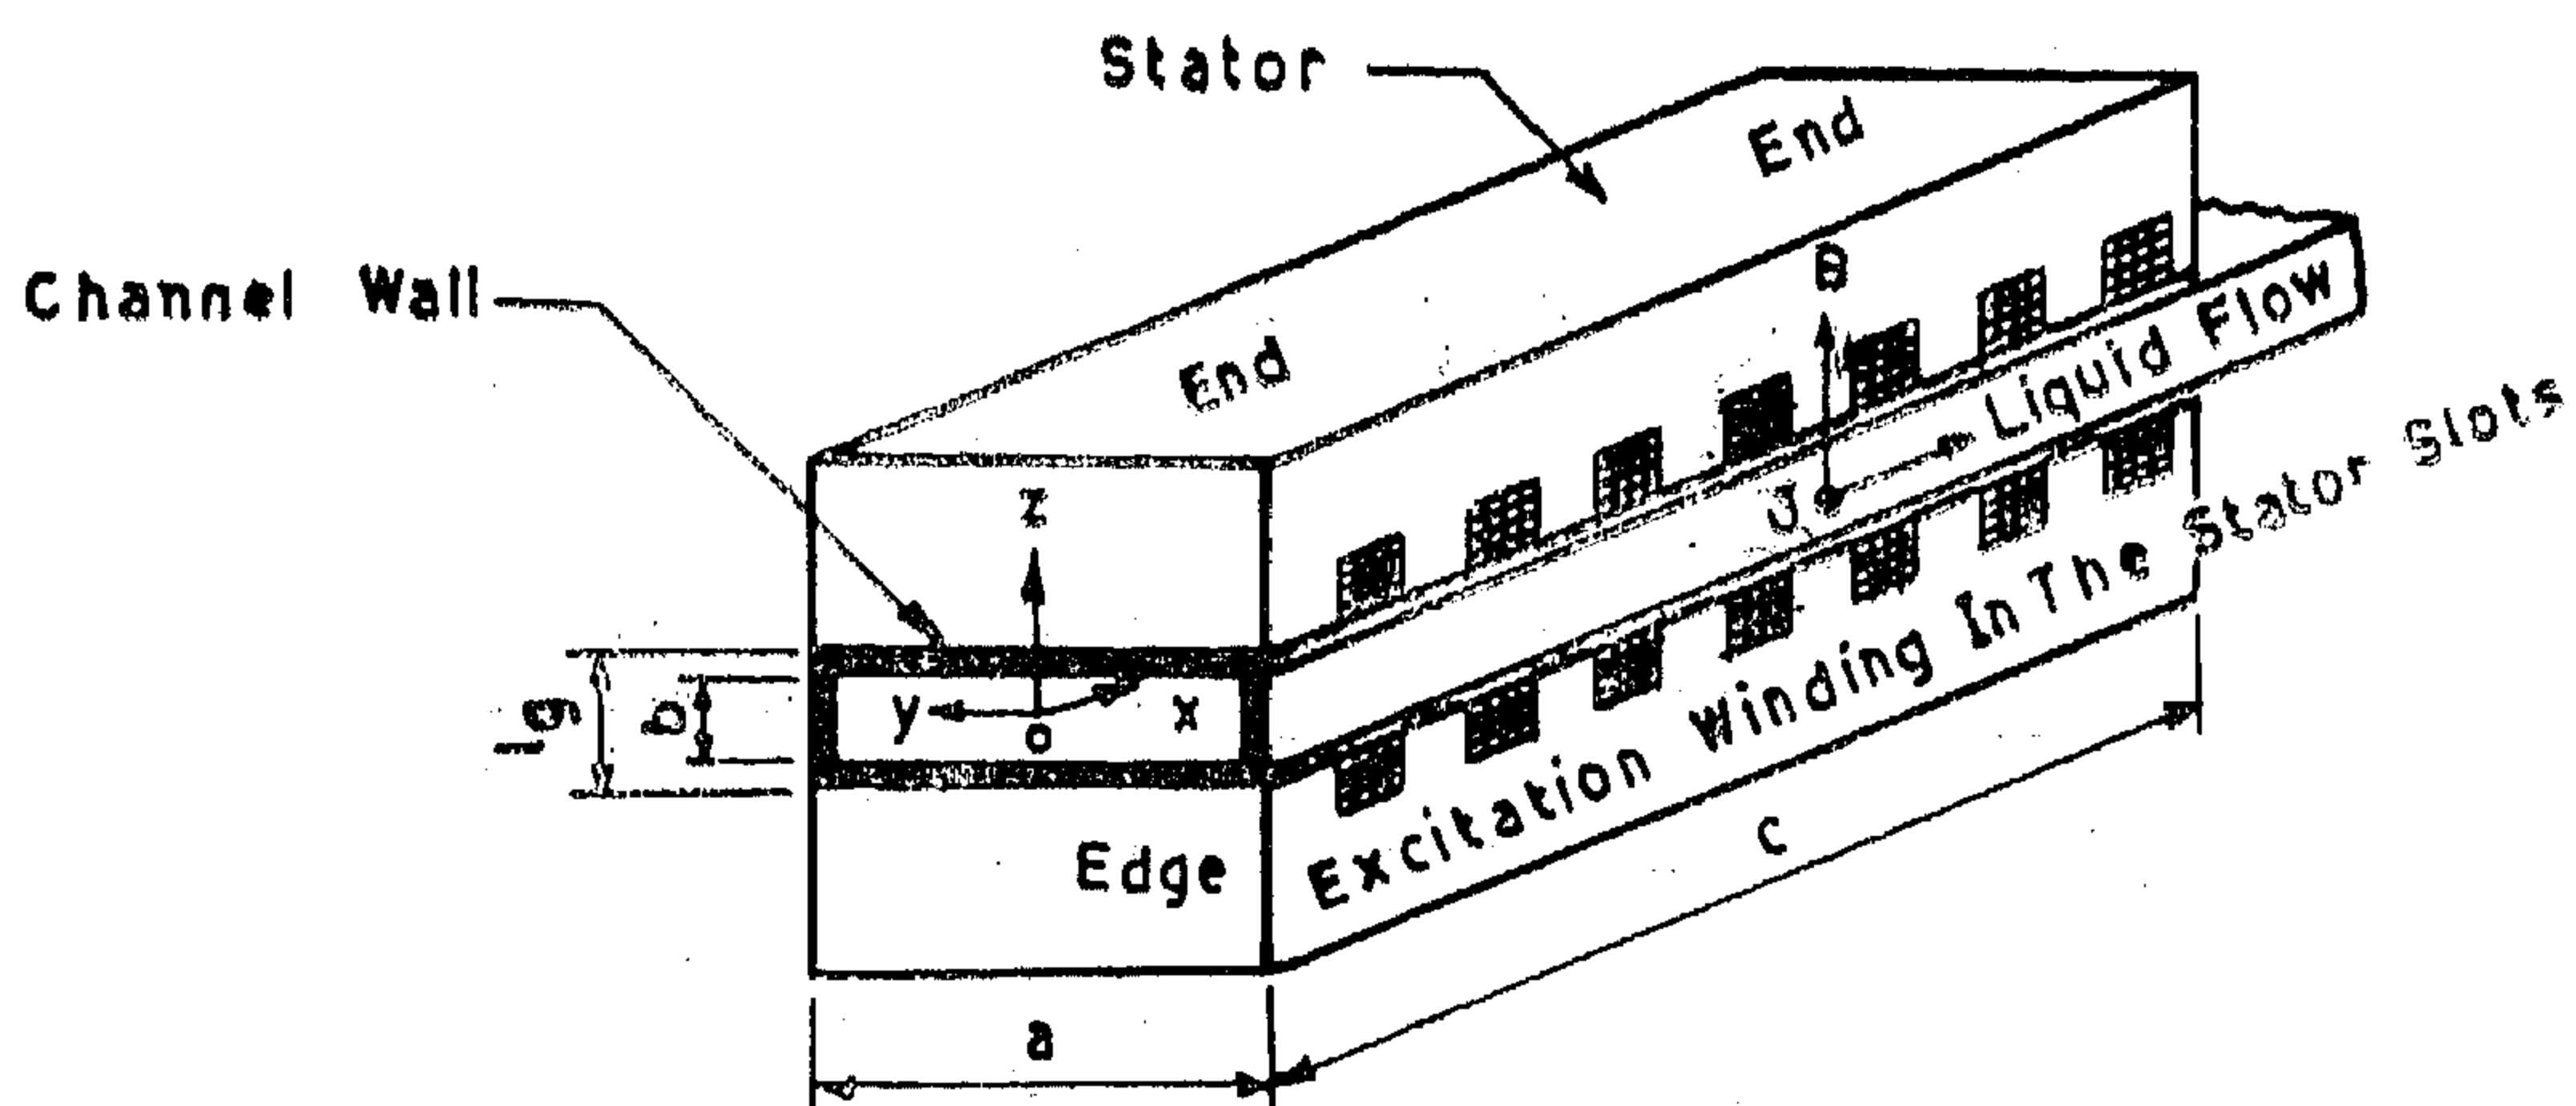 Stator
End
Channel Wall
B
End
Liquid Flow
z
J
Excitation Winding In The Stator Slots
g
b
y
x
o
Edge
c
a